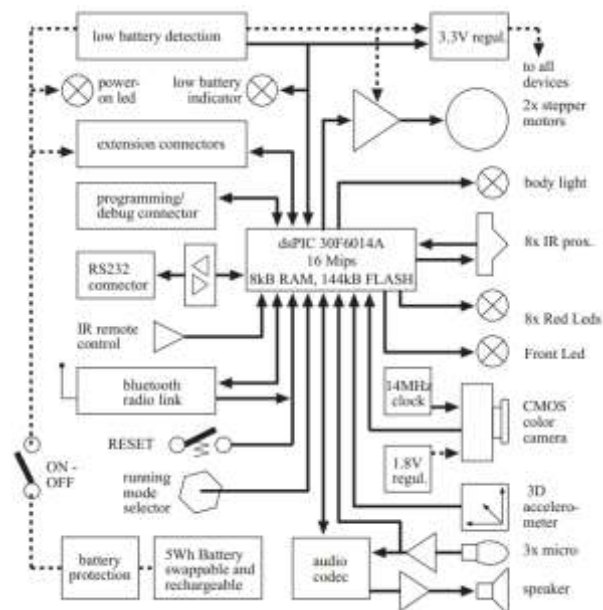 low battery detection
3.3V regul.
to all
devices
power-
on led
low battery
indicator
2x stepper
motors
extension connectors
programming/
debug connector
body light
dsPIC 30F6014A
16 Mips
8kB RAM, 144kB FLASH
8x IR prox.
RS232
connector
8x Red Leds
IR remote
control
Front Led
bluetooth
radio link
14MHz
clock
CMOS
color
camera
RESET
ON -
OFF
1.8V
regul.
running
mode
selector
3D
accelero-
meter
battery
protection
5Wh Battery
swappable and
rechargeable
audio
codec
3x micro
speaker